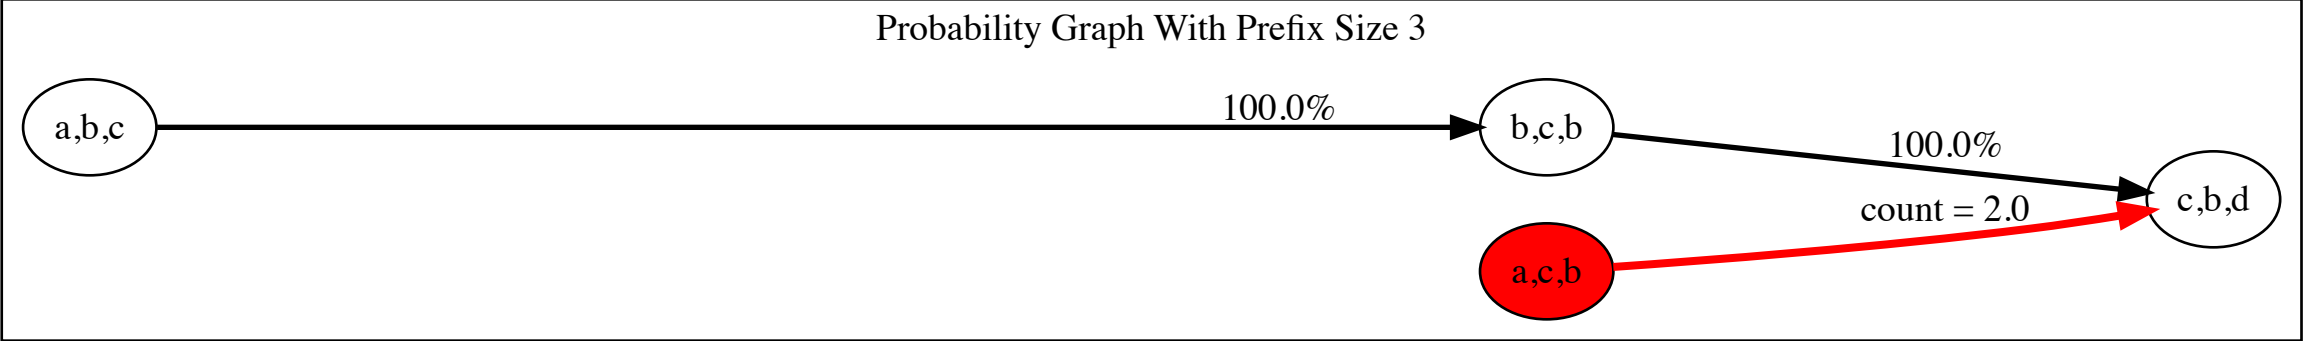 Probability Graph With Prefix Size 3
a,b,c
100.0%
b,c,b
100.0%
count = 2.0
c,b,d
a,c,b